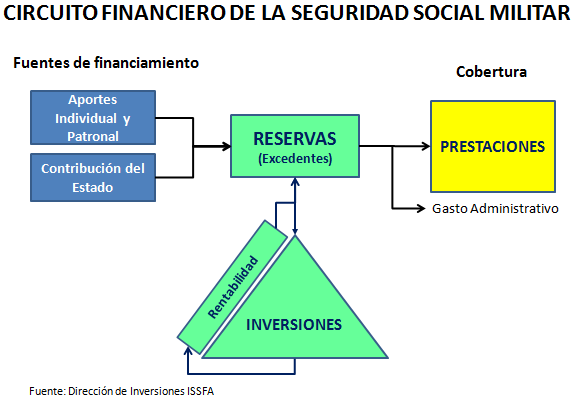 CIRCUITO FINANCIERO DE LA SEGURIDAD SOCIAL MILITAR
Fuentes de financiamiento
Cobertura
Aportes
Individual y
Patronal
Contribución del
Estado
RESERVAS
(Excedentes)
PRESTACIONES
Gasto Administrativo
Rentabilidad
INVERSIONES
Fuente: Dirección de Inversiones ISSFA